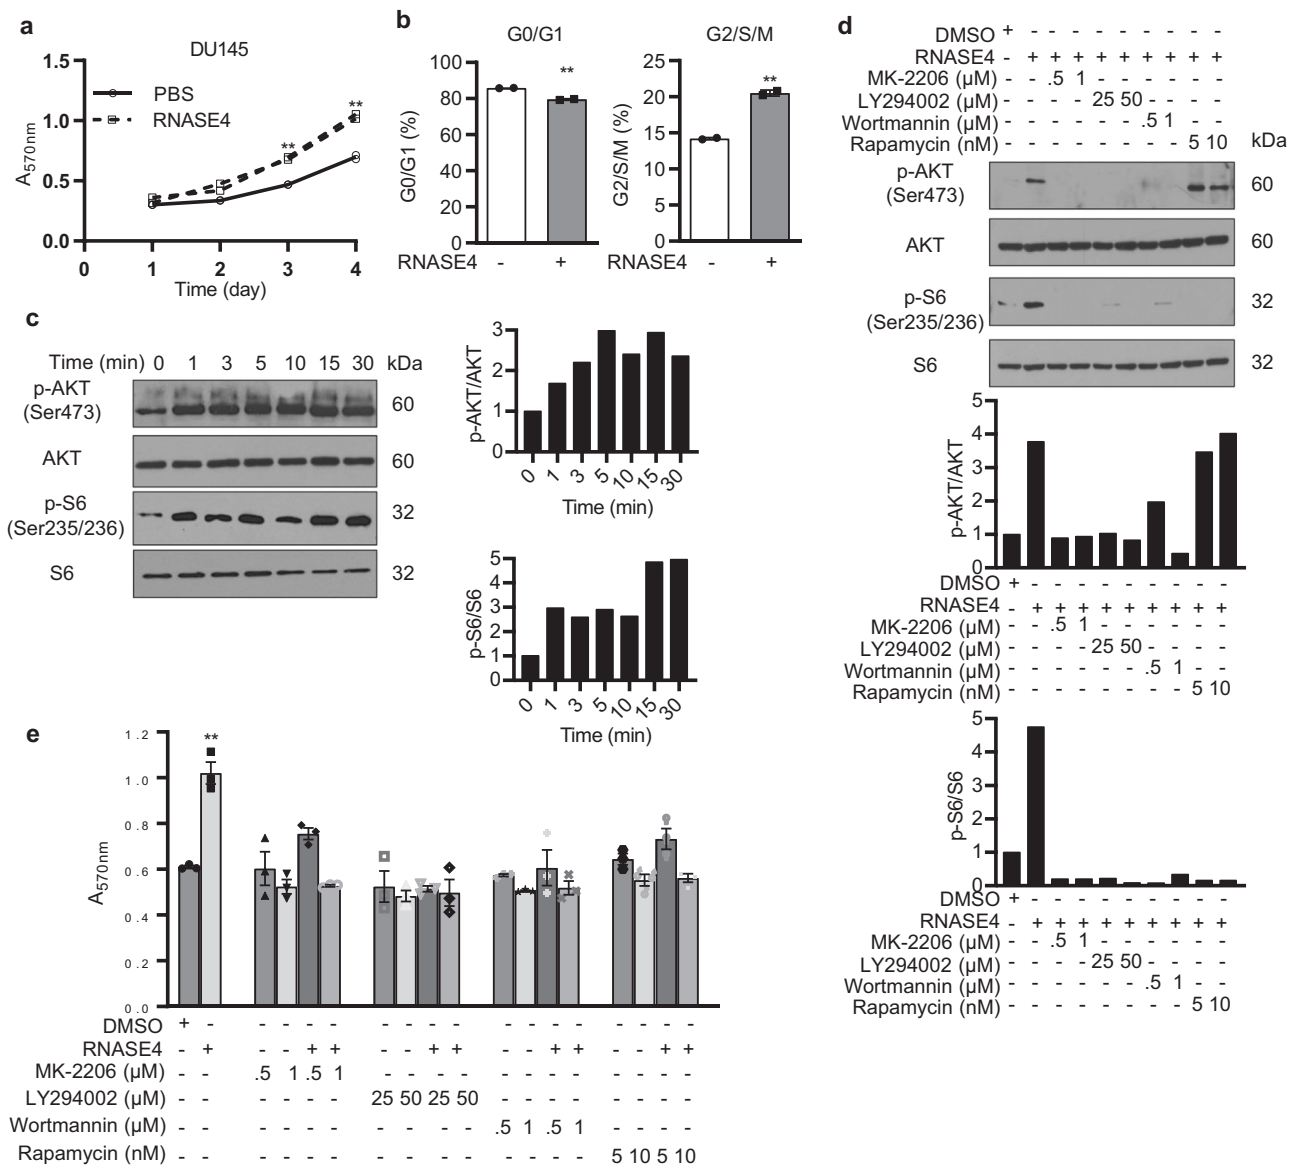 a
DU145
1.5
1.0
0.5
0.0
A570nm
PBS
RNASE4
**
**
0 1 2 3 4
Time (day)
b
G0/G1
100
80
60
40
20
0
G0/G1 (%)
**
RNASE4 - +
G2/S/M
25
20
15
10
5
0
G2/S/M (%)
**
RNASE4 - +
c
Time (min) 0 1 3 5 10 15 30 kDa
p-AKT
(Ser473)
60
AKT 60
p-S6
(Ser235/236)
32
S6 32
3
2
1
0
p-AKT/AKT
0 1 3 5 10 15 30
Time (min)
5
4
3
2
1
0
p-S6/S6
0 1 3 5 10 15 30
Time (min)
d
DMSO + - - - - - - - - -
RNASE4 - + + + + + + + + +
MK-2206 (µM) - - .5 1 - - - - - -
LY294002 (µM) - - - - 25 50 - - - -
Wortmannin (µM) - - - - - - .5 1 - -
Rapamycin (nM) - - - - - - - - 5 10
kDa
p-AKT
(Ser473)
60
AKT 60
p-S6
(Ser235/236)
32
S6 32
5
4
3
2
1
0
p-AKT/AKT
DMSO + - - - - - - - - -
RNASE4 - + + + + + + + + +
MK-2206 (µM) - - .5 1 - - - - - -
LY294002 (µM) - - - - 25 50 - - - -
Wortmannin (µM) - - - - - - .5 1 - -
Rapamycin (nM) - - - - - - - - 5 10
5
4
3
2
1
0
p-S6/S6
DMSO + - - - - - - - - -
RNASE4 - + + + + + + + + +
MK-2206 (µM) - - .5 1 - - - - - -
LY294002 (µM) - - - - 25 50 - - - -
Wortmannin (µM) - - - - - - .5 1 - -
Rapamycin (nM) - - - - - - - - 5 10
e
1.2
1.0
0.8
0.6
0.4
0.2
0.0
A570nm
**
DMSO + - - - - - - - - - - - - - - - - -
RNASE4 - + - - + + - - + + - - + + - - + +
MK-2206 (µM) - - .5 1 .5 1 - - - - - - - - - - - -
LY294002 (µM) - - - - - - 25 50 25 50 - - - - - - - -
Wortmannin (µM) - - - - - - - - - - .5 1 .5 1 - - - -
Rapamycin (nM) - - - - - - - - - - - - - - 5 10 5 10